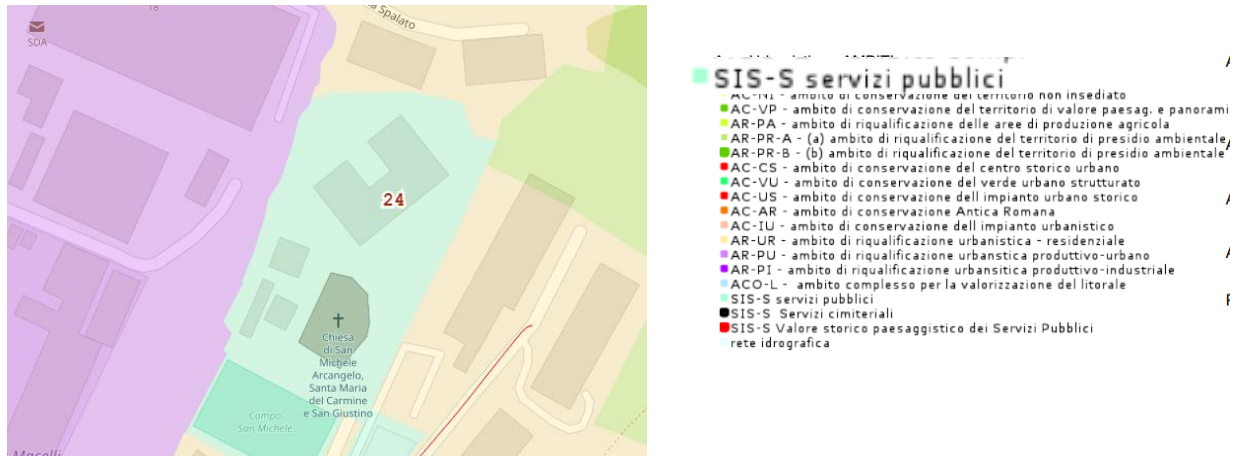 18
SDA
Spalato
24
Chiesa
di San
Michele
Arcangelo,
Santa Maria
del Carmine
e San Giustino
Campo
San Michele
Macelli
SIS-S servizi pubblici
AC-NI - ambito di conservazione del territorio non insediato
AC-VP - ambito di conservazione del territorio di valore paesag. e panorami
AR-PA - ambito di riqualificazione delle aree di produzione agricola
AR-PR-A - (a) ambito di riqualificazione del territorio di presidio ambientale
AR-PR-B - (b) ambito di riqualificazione del territorio di presidio ambientale
AC-CS - ambito di conservazione del centro storico urbano
AC-VU - ambito di conservazione del verde urbano strutturato
AC-US - ambito di conservazione dell impianto urbano storico
AC-AR - ambito di conservazione Antica Romana
AC-IU - ambito di conservazione dell impianto urbanistico
AR-UR - ambito di riqualificazione urbanistica - residenziale
AR-PU - ambito di riqualificazione urbanstica produttivo-urbano
AR-PI - ambito di riqualificazione urbansitica produttivo-industriale
ACO-L - ambito complesso per la valorizzazione del litorale
SIS-S servizi pubblici
SIS-S Servizi cimiteriali
SIS-S Valore storico paesaggistico dei Servizi Pubblici
rete idrografica